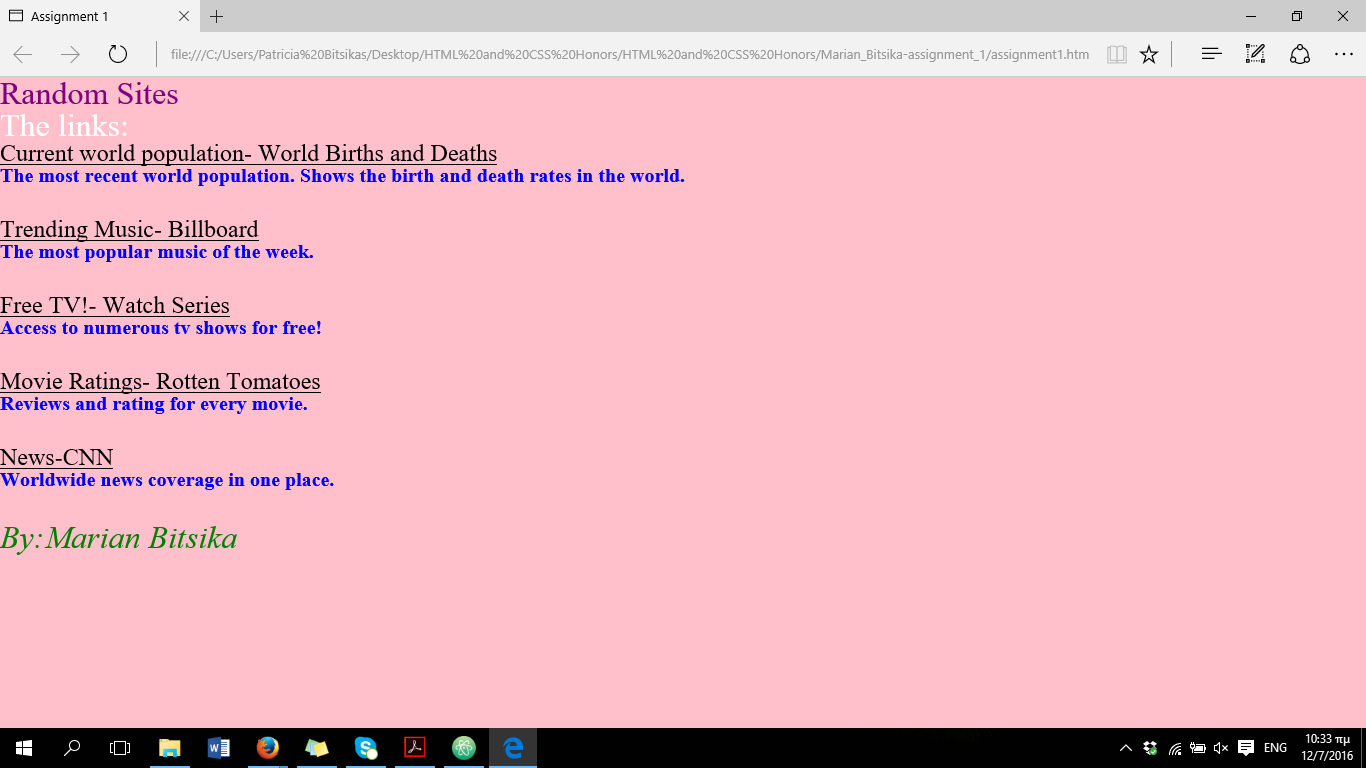 Assignment 1
file:///C:/Users/Patricia%20Bitsikas/Desktop/HTML%20and%20CSS%20Honors/HTML%20and%20CSS%20Honors/Marian_Bitsika-assignment_1/assignment1.htm
Random Sites
The links:
Current world population- World Births and Deaths
The most recent world population. Shows the birth and death rates in the world.
Trending Music- Billboard
The most popular music of the week.
Free TV!- Watch Series
Access to numerous tv shows for free!
Movie Ratings- Rotten Tomatoes
Reviews and rating for every movie.
News-CNN
Worldwide news coverage in one place.
By:Marian Bitsika
ENG
10:33 πμ
12/7/2016